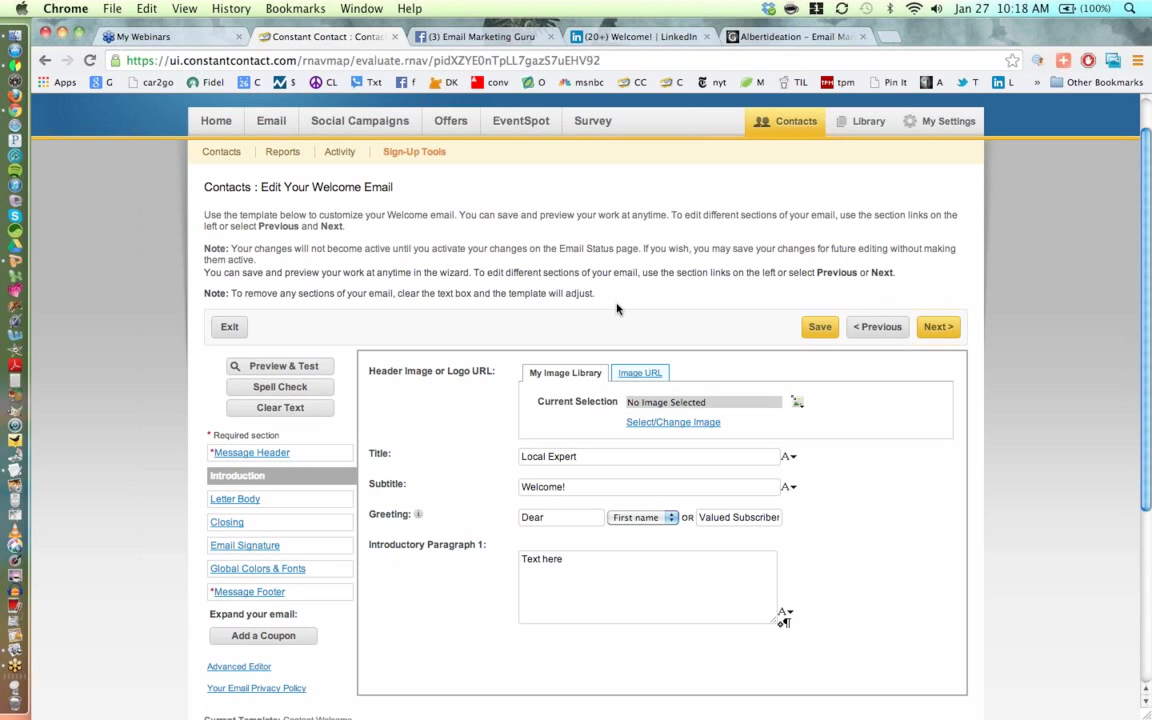 Chrome File Edit View History Bookmarks Window Help Jan 27 10:18 AM (100%)
My Webinars Constant Contact : Contac (3) Email Marketing Guru (20+) Welcome! | LinkedIn Albertideation – Email Ma
https://ui.constantcontact.com/rnavmap/evaluate.rnav/pidXZYE0nTpLL7gazS7uEHV92
Apps G car2go Fidel C $ CL Txt f DK conv O msnbc CC C nyt M TIL tpm Pin It A T L » Other Bookmarks
Home Email Social Campaigns Offers EventSpot Survey Contacts Library My Settings
Contacts Reports Activity Sign-Up Tools
Contacts : Edit Your Welcome Email
Use the template below to customize your Welcome email. You can save and preview your work at anytime. To edit different sections of your email, use the section links on the
left or select Previous and Next.
Note: Your changes will not become active until you activate your changes on the Email Status page. If you wish, you may save your changes for future editing without making
them active.
You can save and preview your work at anytime in the wizard. To edit different sections of your email, use the section links on the left or select Previous or Next.
Note: To remove any sections of your email, clear the text box and the template will adjust.
Exit Save < Previous Next >
Preview & Test
Spell Check
Clear Text
* Required section
*Message Header
Introduction
Letter Body
Closing
Email Signature
Global Colors & Fonts
*Message Footer
Expand your email:
Add a Coupon
Advanced Editor
Your Email Privacy Policy
Current Template: Contact Welcome
Header Image or Logo URL: My Image Library Image URL
Current Selection No Image Selected
Select/Change Image
Title: Local Expert A
Subtitle: Welcome! A
Greeting: Dear First name OR Valued Subscriber
Introductory Paragraph 1:
Text here
A
¶